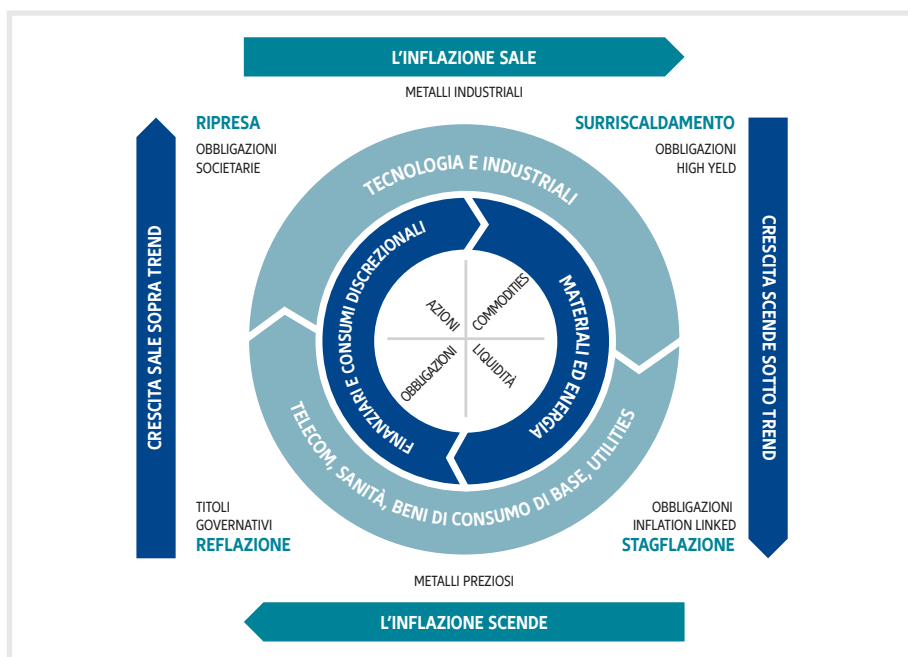 L'INFLAZIONE SALE
METALLI INDUSTRIALI
RIPRESA
OBBLIGAZIONI
SOCIETARIE
SURRISCALDAMENTO
OBBLIGAZIONI
HIGH YELD
CRESCITA SALE SOPRA TREND
TECNOLOGIA E INDUSTRIALI
FINANZIARI E CONSUMI DISCREZIONALI
AZIONI
COMMODITIES
OBBLIGAZIONI
LIQUIDITÀ
MATERIALI ED ENERGIA
CRESCITA SCENDE SOTTO TREND
TELECOM, SANITÀ, BENI DI CONSUMO DI BASE, UTILITIES
TITOLI
GOVERNATIVI
REFLAZIONE
OBBLIGAZIONI
INFLATION LINKED
STAGFLAZIONE
METALLI PREZIOSI
L'INFLAZIONE SCENDE